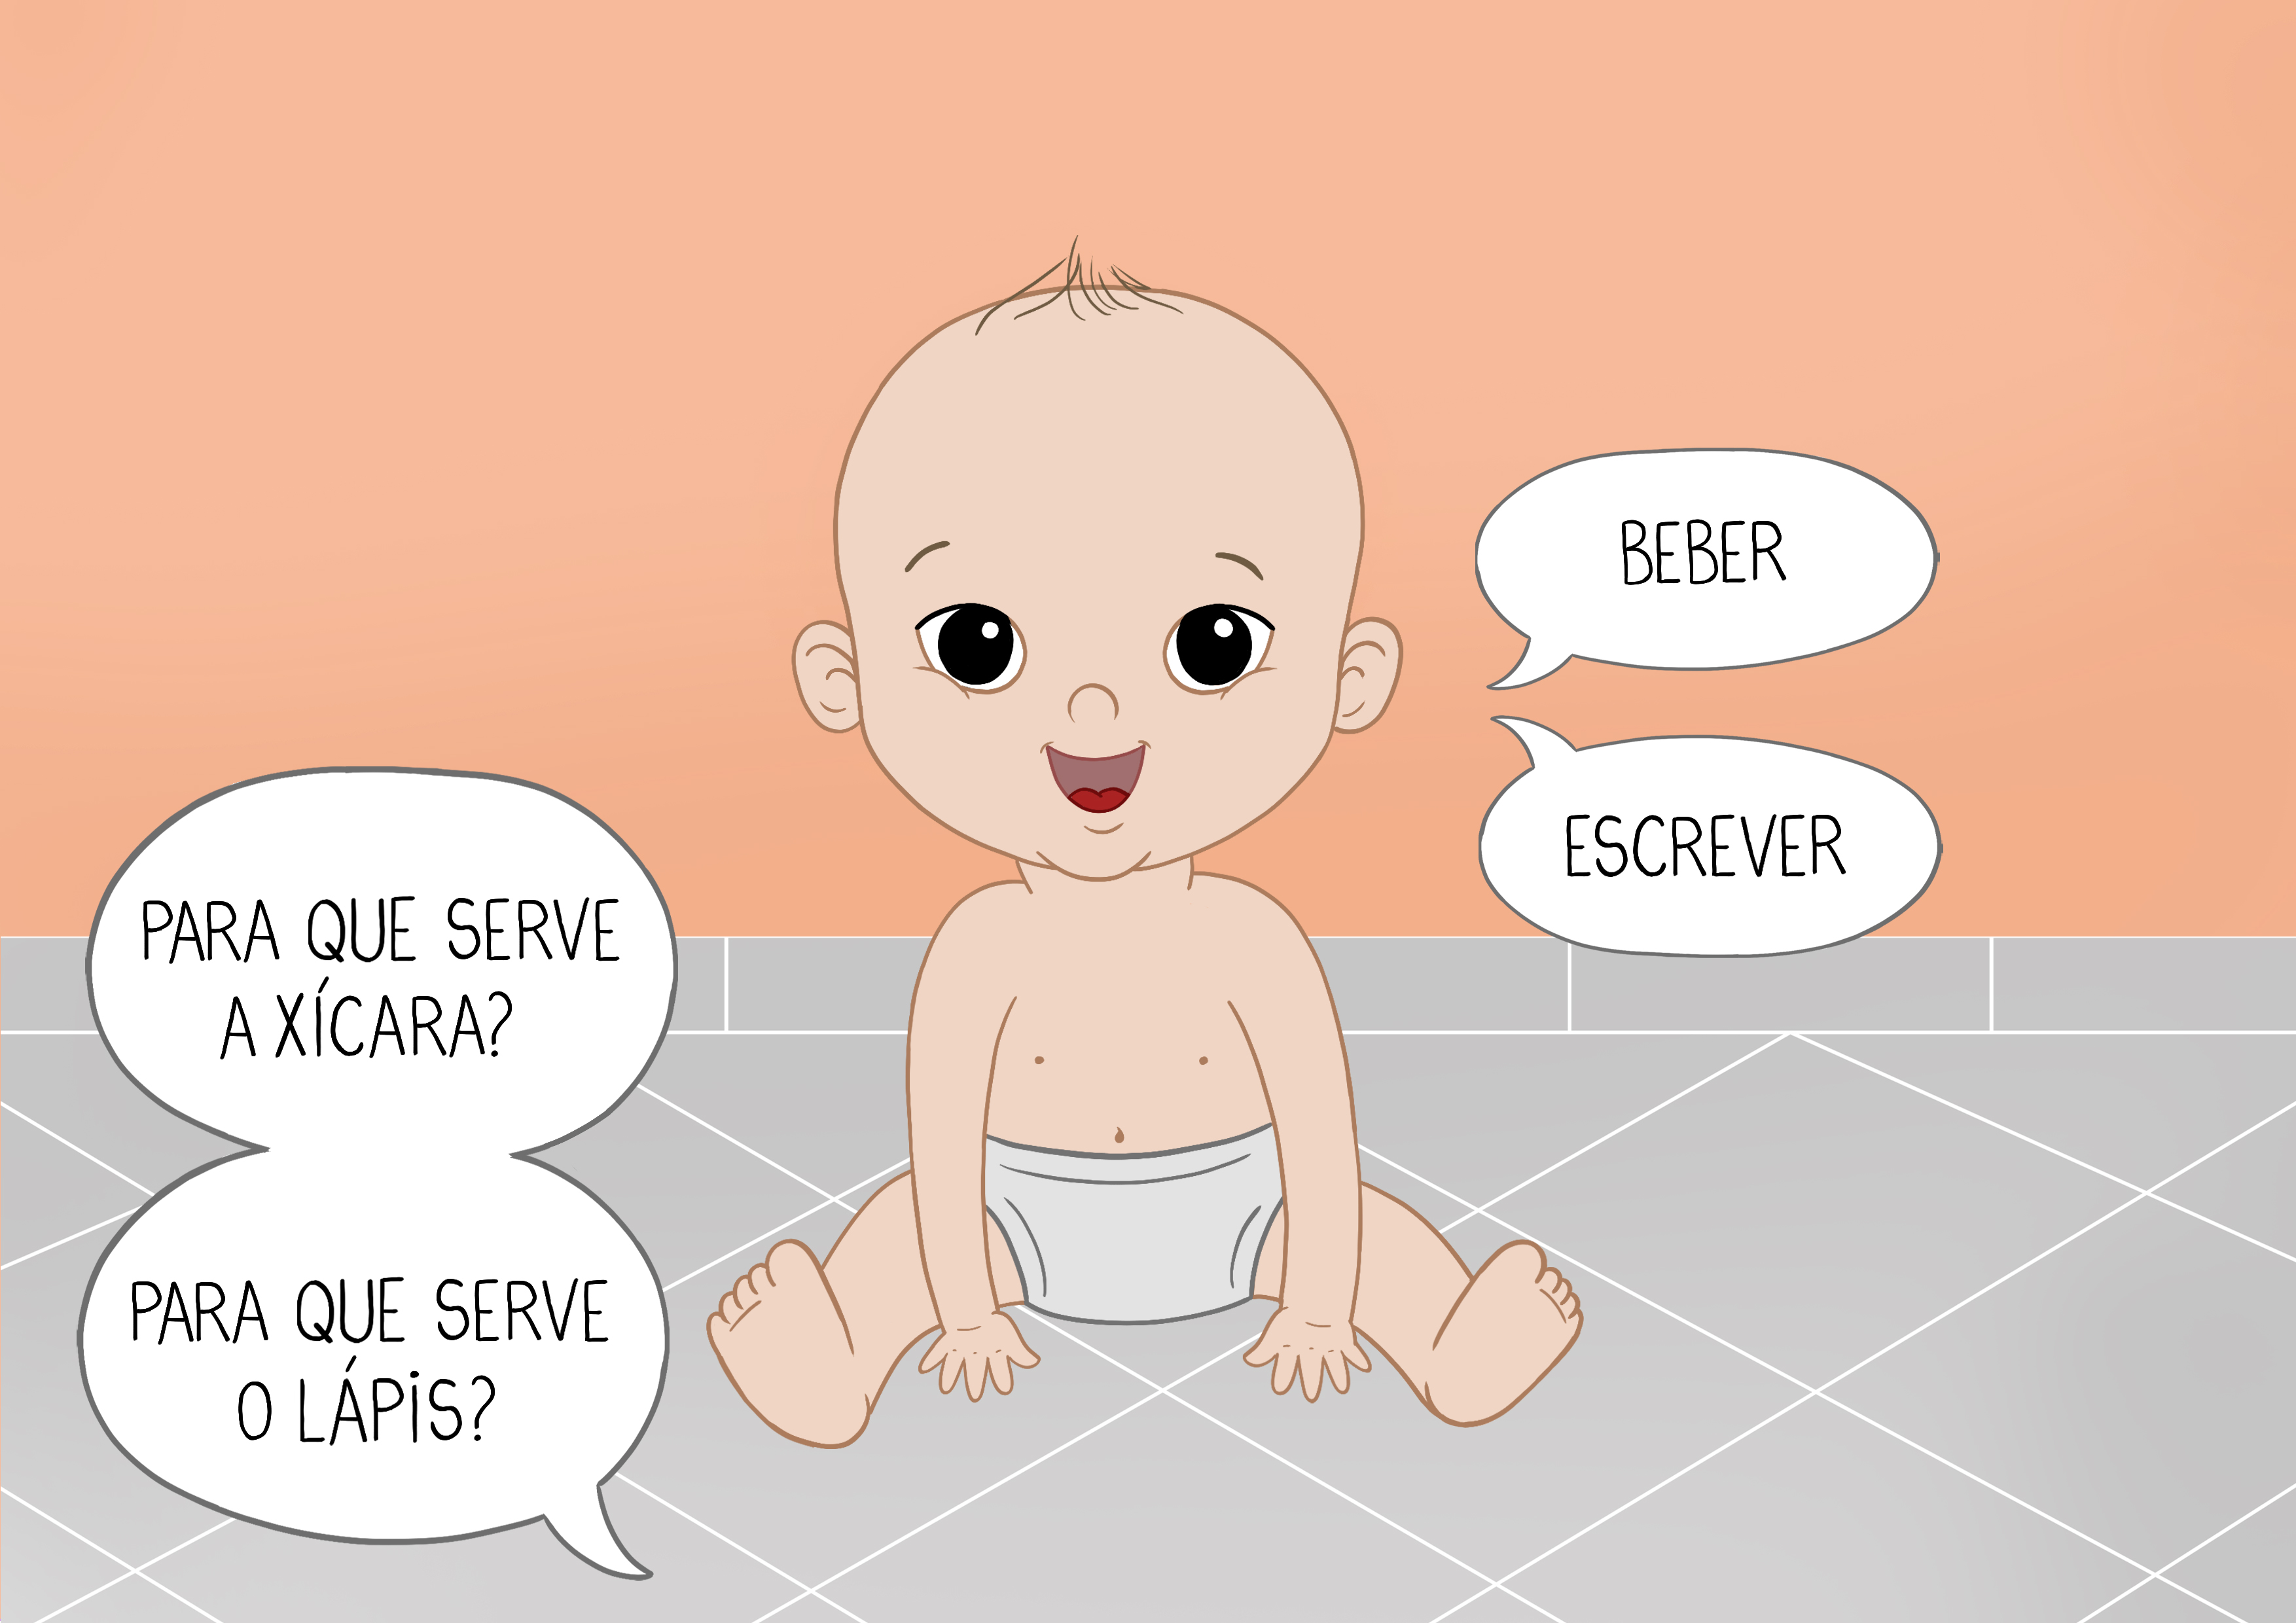 PARA QUE SERVE
A XÍCARA?
PARA QUE SERVE
O LÁPIS?
BEBER
ESCREVER